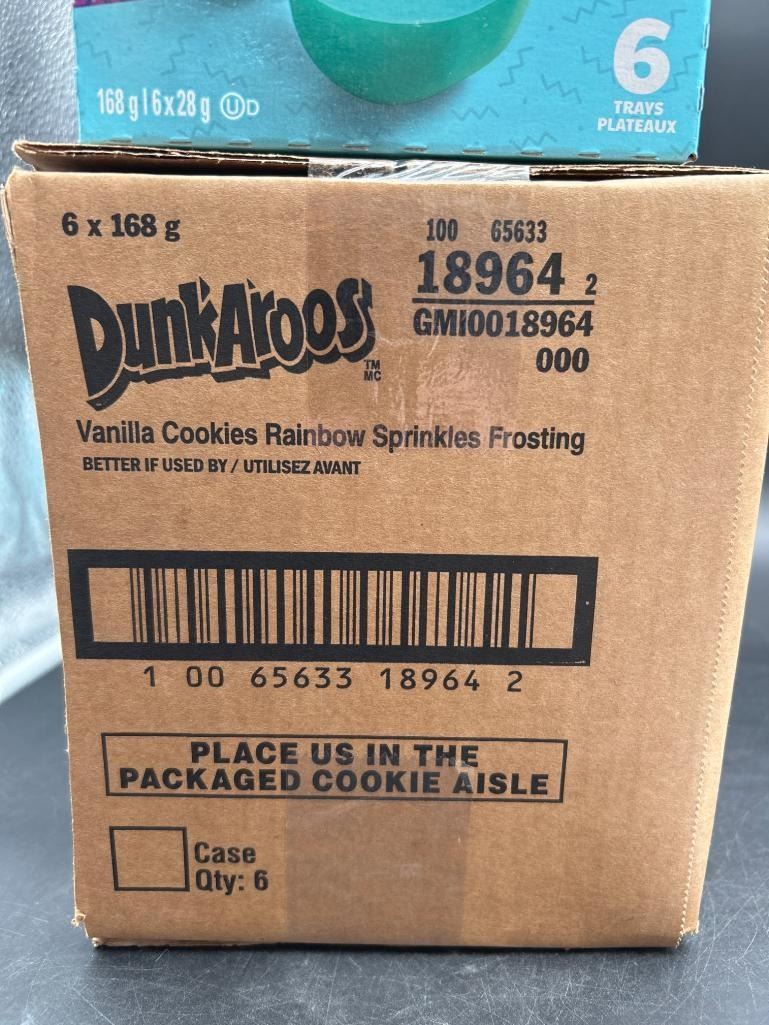 168 g | 6 x 28 g UD
6
TRAYS
PLATEAUX
6 x 168 g
100 65633
18964 2
GMI0018964
000
DunkAroos
TM
MC
Vanilla Cookies Rainbow Sprinkles Frosting
BETTER IF USED BY / UTILISEZ AVANT
1 00 65633 18964 2
PLACE US IN THE
PACKAGED COOKIE AISLE
Case
Qty: 6